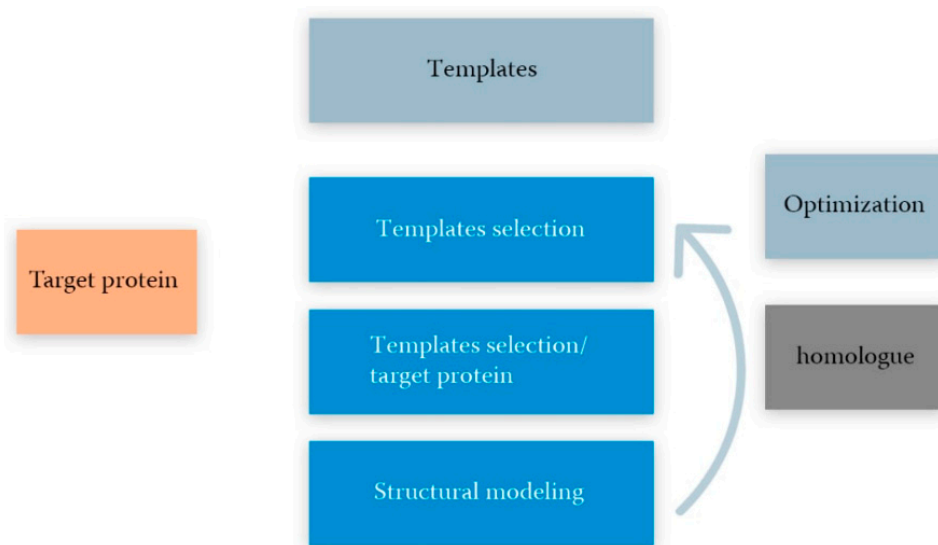 Templates
Templates selection
Optimization
Target protein
Templates selection/
target protein
homologue
Structural modeling